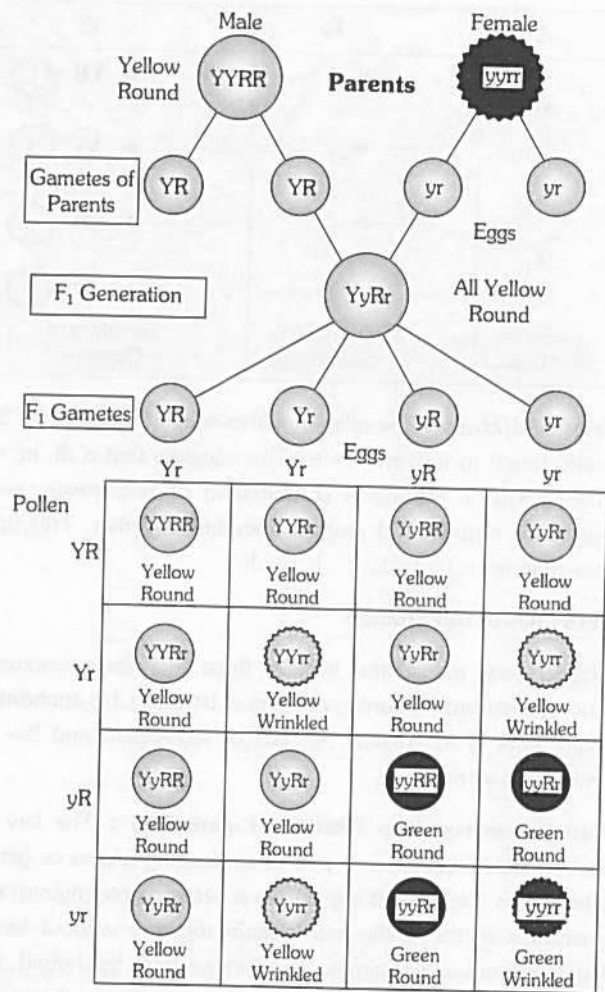 Male Female
Yellow
Round
YYRR
Parents
yyrr
Gametes of
Parents
YR YR yr yr
Eggs
F₁ Generation
YyRr
All Yellow
Round
F₁ Gametes
YR Yr yR yr
Eggs
Yr Yr yR yr
Pollen
YR
YYRR YYRr YyRR YyRr
Yellow Yellow Yellow Yellow
Round Round Round Round
Yr
YYRr YYrr YyRr Yyrr
Yellow Yellow Yellow Yellow
Round Wrinkled Round Wrinkled
yR
YyRR YyRr yyRR yyRr
Yellow Yellow Green Green
Round Round Round Round
yr
YyRr Yyrr yyRr yyrr
Yellow Yellow Green Green
Round Wrinkled Round Wrinkled